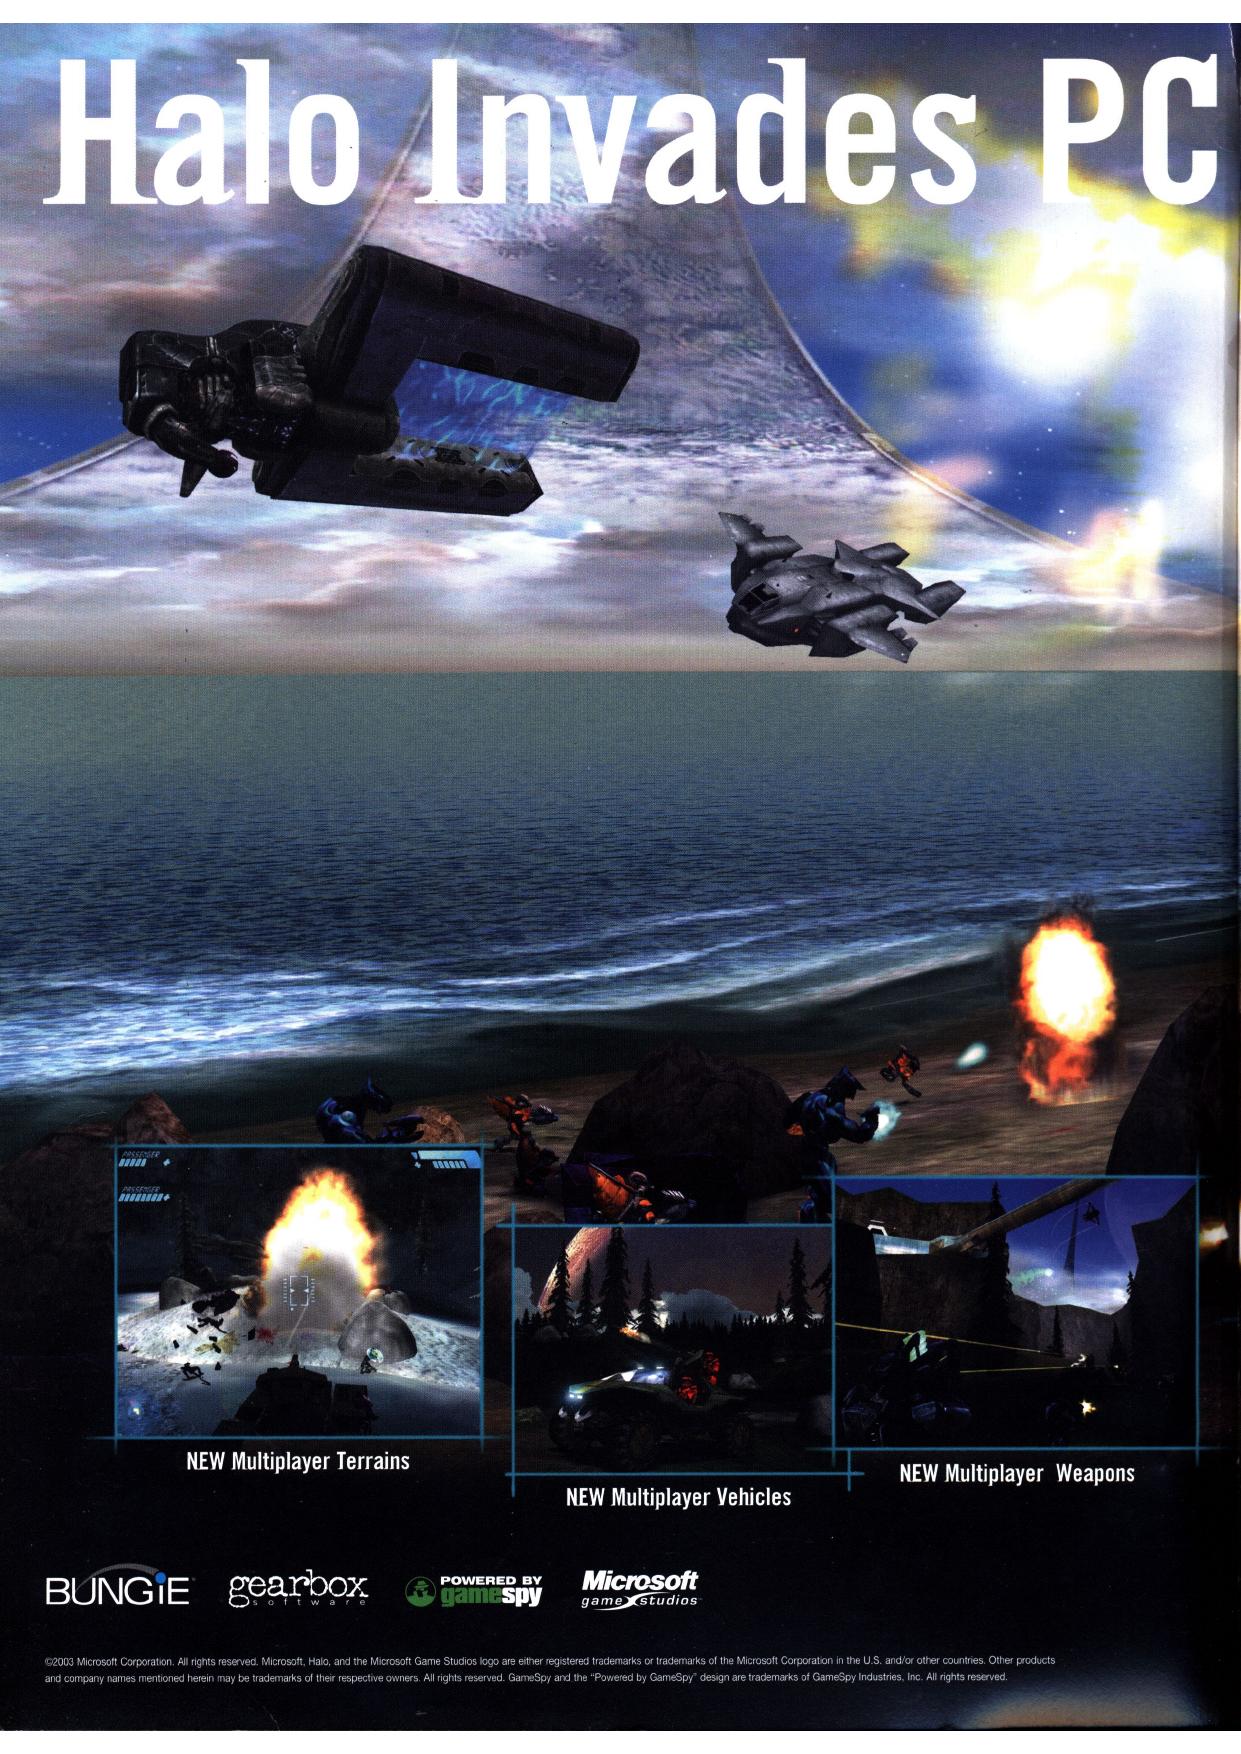 Halo Invades PC
PASSENGER
PASSENGER
NEW Multiplayer Terrains
NEW Multiplayer Vehicles
NEW Multiplayer Weapons
BUNGiE
gearbox
software
POWERED BY
gamespy
Microsoft
game studios
©2003 Microsoft Corporation. All rights reserved. Microsoft, Halo, and the Microsoft Game Studios logo are either registered trademarks or trademarks of the Microsoft Corporation in the U.S. and/or other countries. Other products
and company names mentioned herein may be trademarks of their respective owners. All rights reserved. GameSpy and the “Powered by GameSpy” design are trademarks of GameSpy Industries, Inc. All rights reserved.